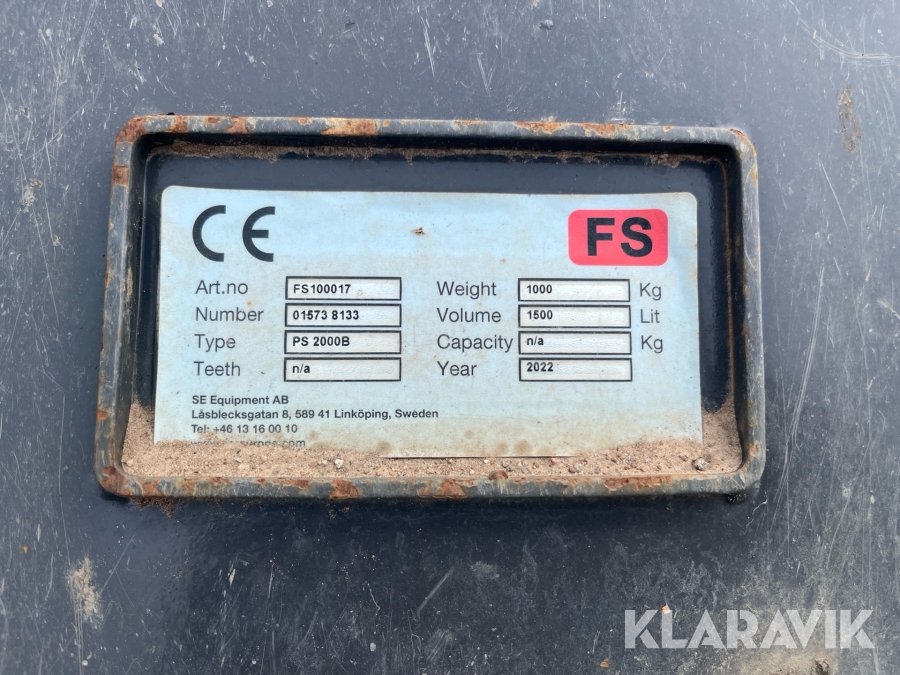 CE
FS
Art.no FS100017 Weight 1000 Kg
Number 01573 8133 Volume 1500 Lit
Type PS 2000B Capacity n/a Kg
Teeth n/a Year 2022
SE Equipment AB
Låsblecksgatan 8, 589 41 Linköping, Sweden
Tel: +46 13 16 00 10
KLARAVIK